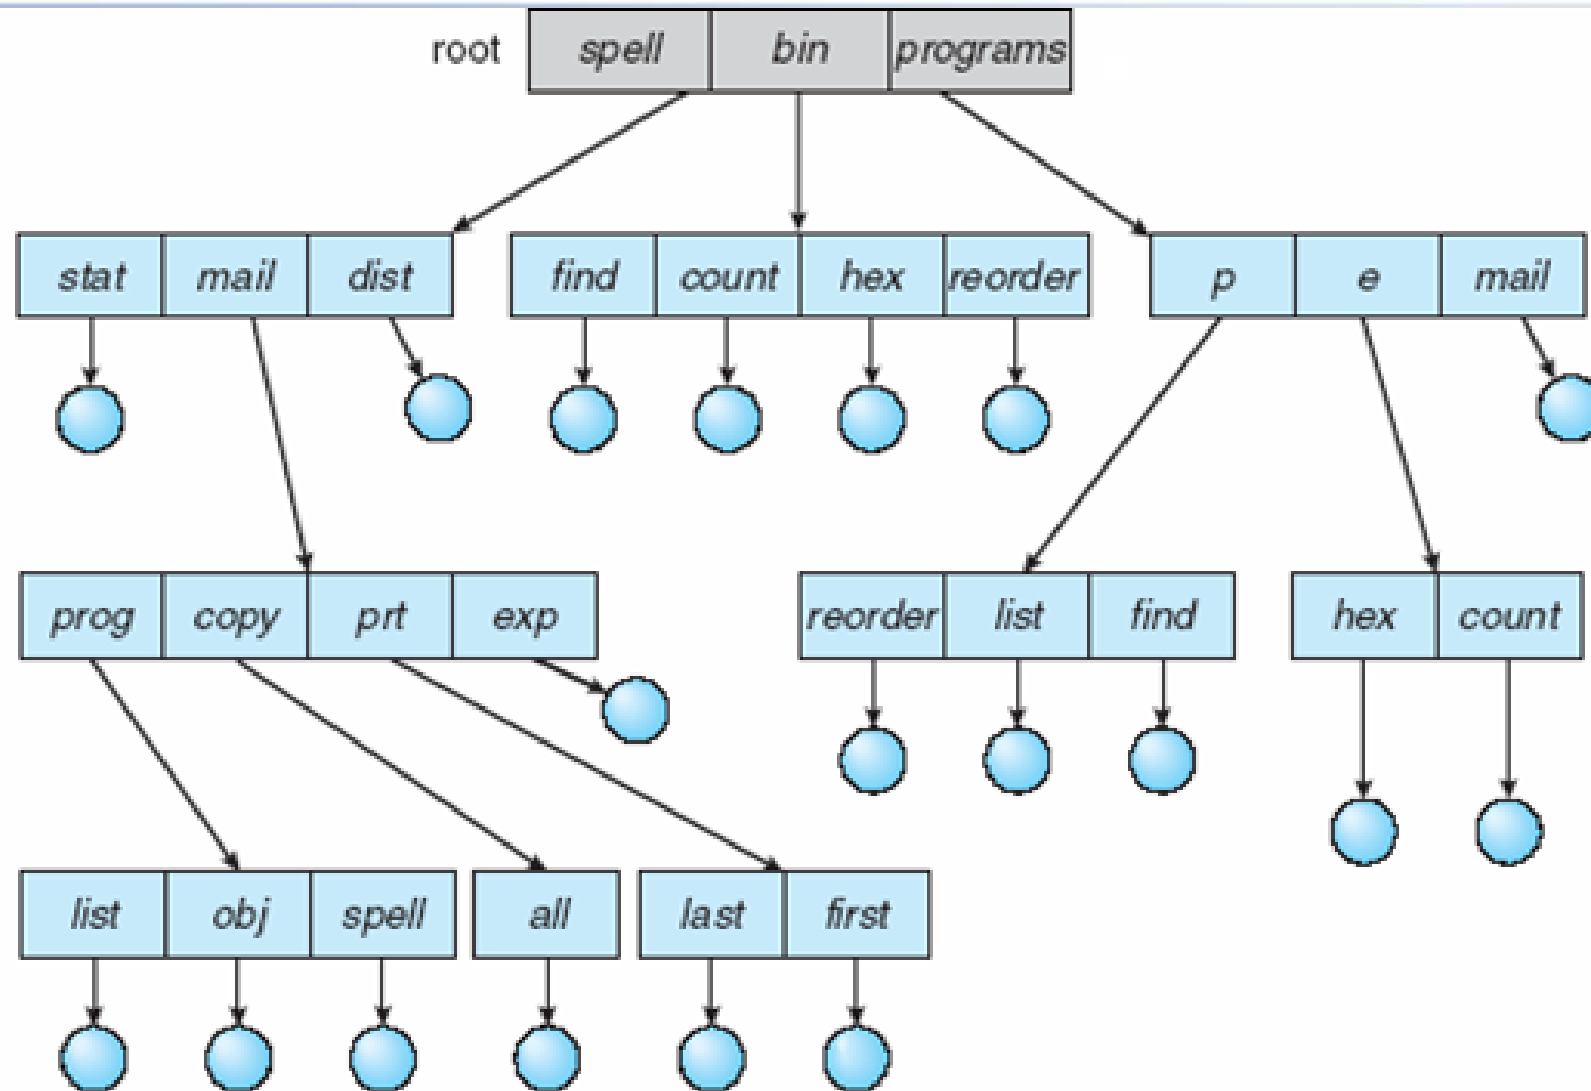 root spell bin programs
stat mail dist find count hex reorder p e mail
prog copy prt exp reorder list find hex count
list obj spell all last first